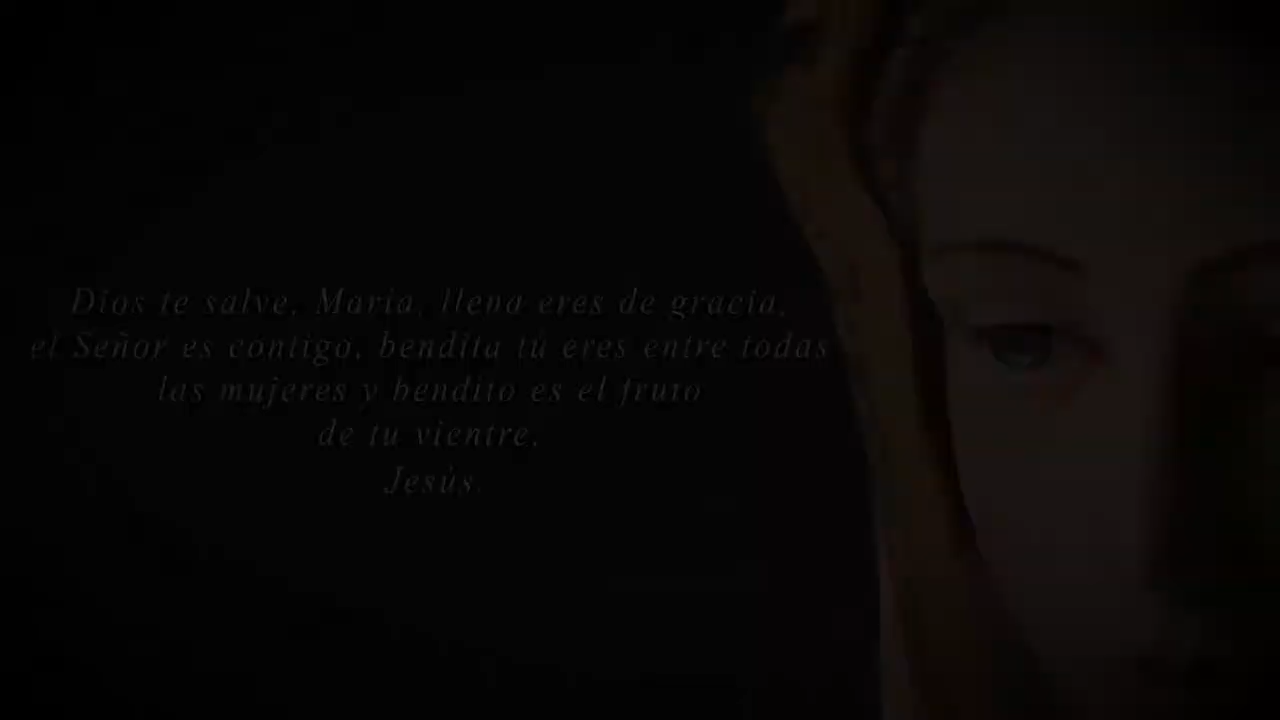 Dios te salve, María, llena eres de gracia,
el Señor es contigo, bendita tú eres entre todas
las mujeres y bendito es el fruto
de tu vientre,
Jesús.